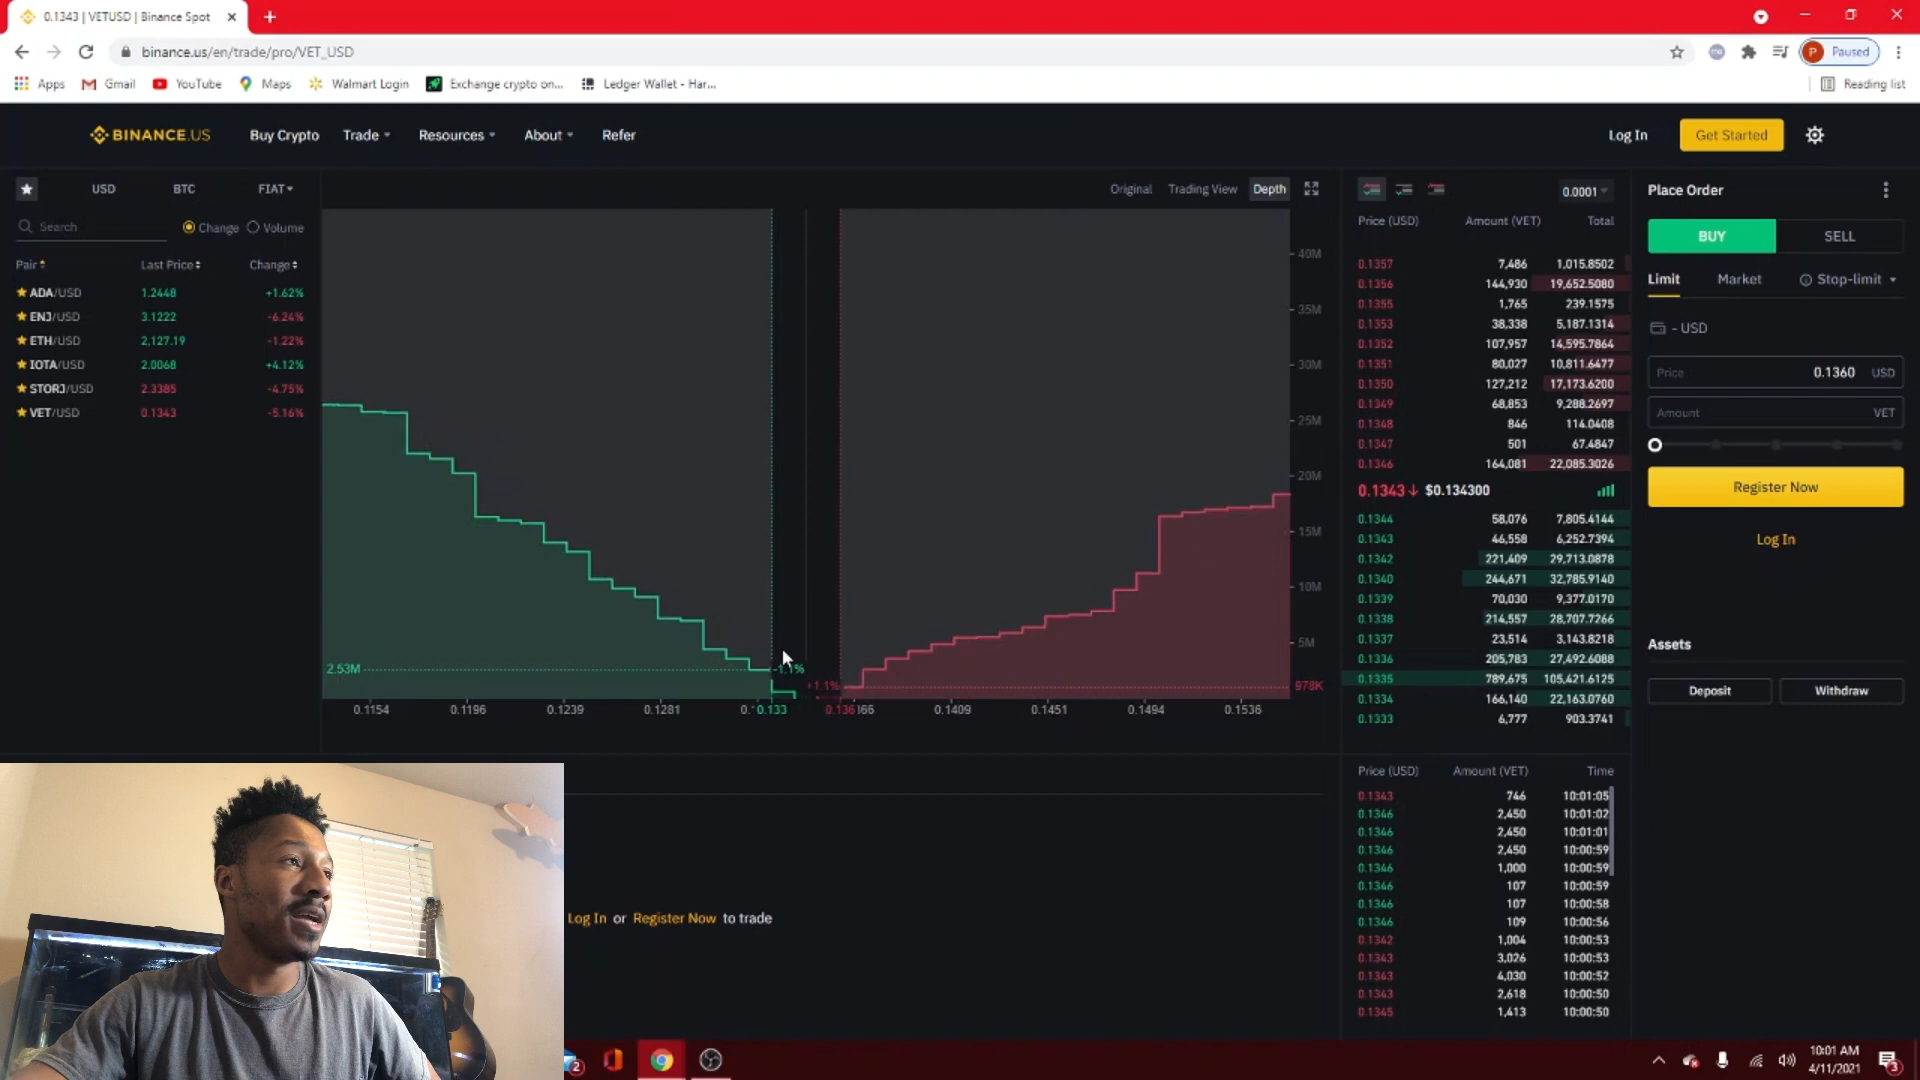 0.1343 | VETUSD | Binance Spot
binance.us/en/trade/pro/VET_USD
P Paused
Apps Gmail YouTube Maps Walmart Login Exchange crypto on... Ledger Wallet - Har... Reading list
BINANCE.US Buy Crypto Trade Resources About Refer Log In Get Started
USD BTC FIAT
Search Change Volume
Pair Last Price Change
ADA/USD 1.2448 +1.62%
ENJ/USD 3.1222 -6.24%
ETH/USD 2,127.19 -1.22%
IOTA/USD 2.0068 +4.12%
STORJ/USD 2.3385 -4.75%
VET/USD 0.1343 -5.16%
Original Trading View Depth
40M
35M
30M
25M
20M
15M
10M
5M
2.53M -1.1%
+1.1% 978K
0.1154 0.1196 0.1239 0.1281 0.133 0.136 0.1409 0.1451 0.1494 0.1536
0.0001
Price (USD) Amount (VET) Total
0.1357 7,486 1,015.8502
0.1356 144,930 19,652.5080
0.1355 1,765 239.1575
0.1353 38,338 5,187.1314
0.1352 107,957 14,595.7864
0.1351 80,027 10,811.6477
0.1350 127,212 17,173.6200
0.1349 68,853 9,288.2697
0.1348 846 114.0408
0.1347 501 67.4847
0.1346 164,081 22,085.3026
0.1343↓ $0.134300
0.1344 58,076 7,805.4144
0.1343 46,558 6,252.7394
0.1342 221,409 29,713.0878
0.1340 244,671 32,785.9140
0.1339 70,030 9,377.0170
0.1338 214,557 28,707.7266
0.1337 23,514 3,143.8218
0.1336 205,783 27,492.6088
0.1335 789,675 105,421.6125
0.1334 166,140 22,163.0760
0.1333 6,777 903.3741
Place Order
BUY SELL
Limit Market Stop-limit
- USD
Price 0.1360 USD
Amount VET
Register Now
Log In
Assets
Deposit Withdraw
Price (USD) Amount (VET) Time
0.1343 746 10:01:05
0.1346 2,450 10:01:02
0.1346 2,450 10:01:01
0.1346 2,450 10:00:59
0.1346 1,000 10:00:59
0.1346 107 10:00:59
0.1346 107 10:00:58
0.1346 109 10:00:56
0.1342 1,004 10:00:53
0.1343 3,026 10:00:53
0.1343 4,030 10:00:52
0.1343 2,618 10:00:50
0.1345 1,413 10:00:50
Log In or Register Now to trade
2
10:01 AM
4/11/2021
3